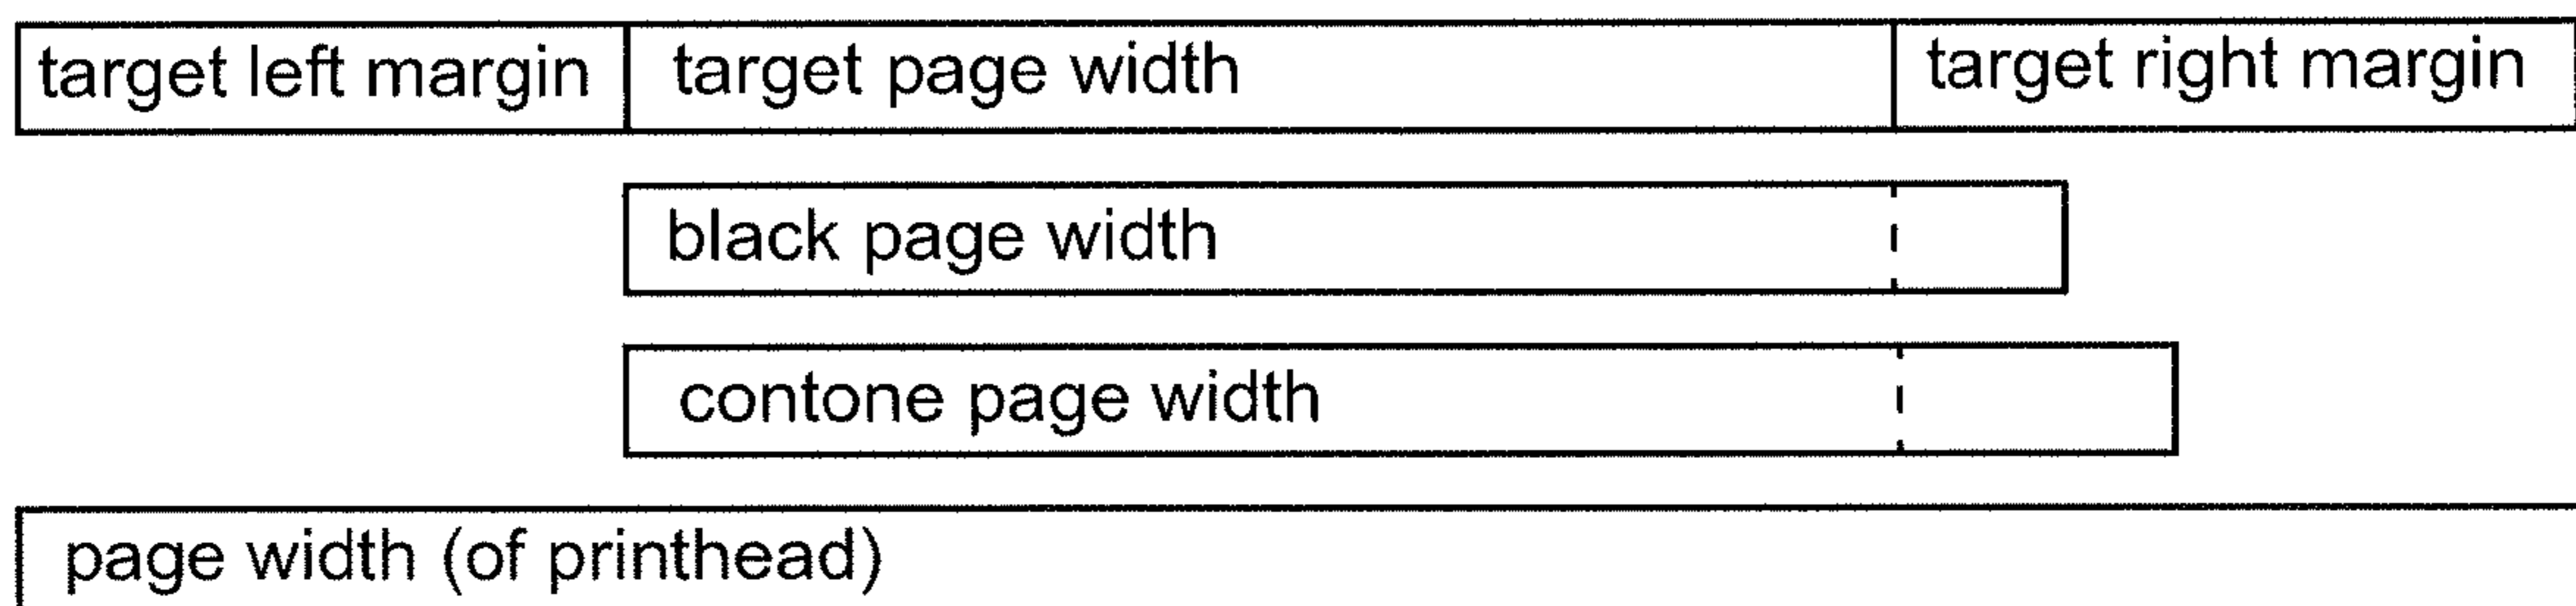 target left margin target page width target right margin
black page width
contone page width
page width (of printhead)